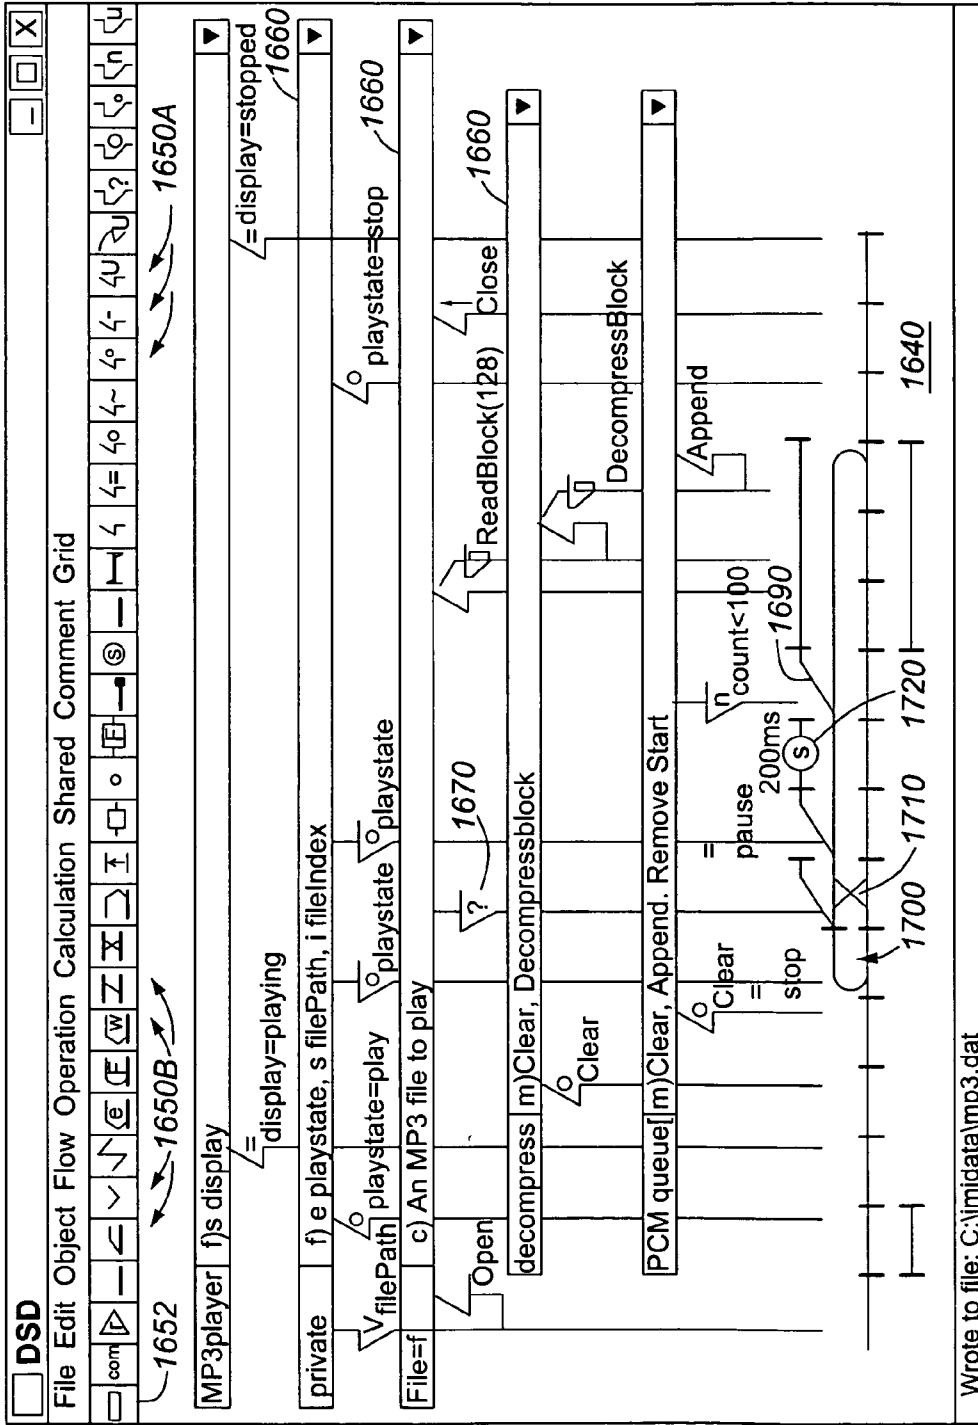 DSD
File Edit Object Flow Operation Calculation Shared Comment Grid
com r e E W F S = o ~ o - U U ? o n u
1652
1650B
1650A
MP3player f)s display
= display=playing
= display=stopped
private f) e playstate, s filePath, i fileIndex
1660
V filePath
playstate=play
playstate
playstate
playstate=stop
1660
File=f c) An MP3 file to play
Open
?
1670
ReadBlock(128)
Close
1660
decompress m)Clear, Decompressblock
Clear
DecompressBlock
PCM queue[ m)Clear, Append. Remove Start
Clear
=
stop
=
pause
200ms
S
n
count<100
Append
1690
1700
1710
1720
1640
Wrote to file: C:\imidata\mp3.dat